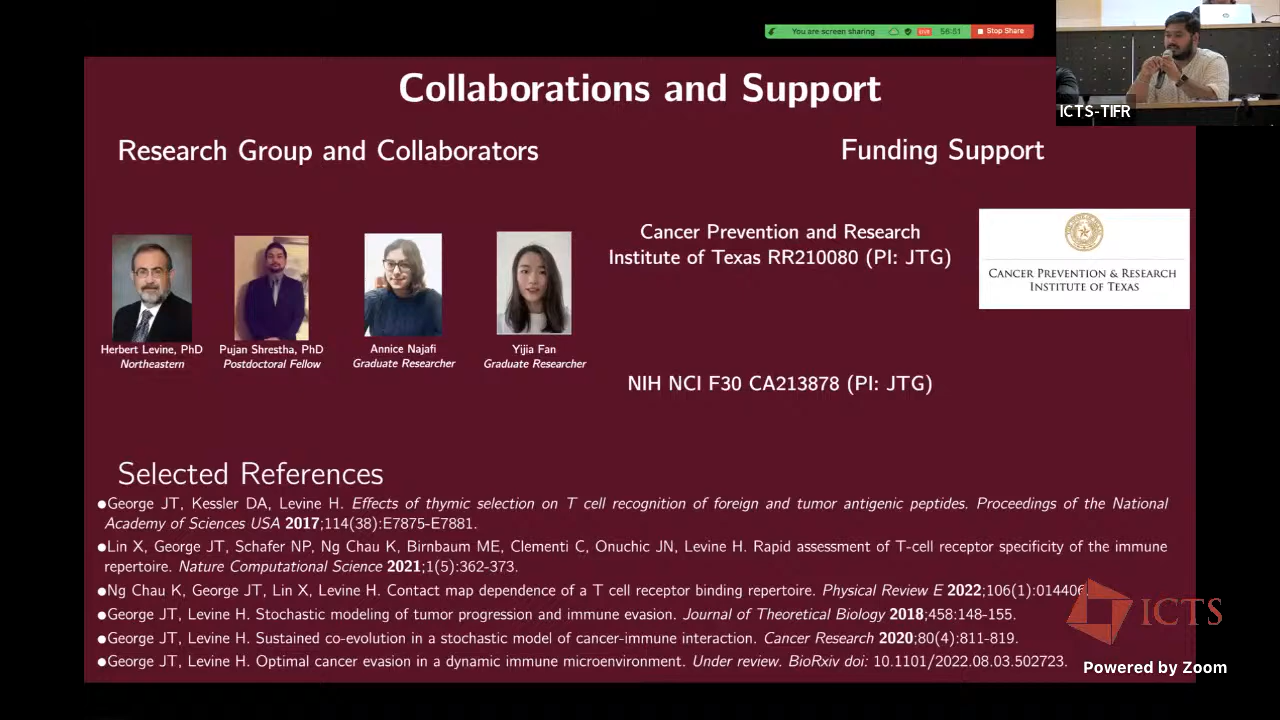 You are screen sharing
LIVE
56:51
Stop Share
ICTS-TIFR
Collaborations and Support
Research Group and Collaborators
Funding Support
Cancer Prevention and Research
Institute of Texas RR210080 (PI: JTG)
CANCER PREVENTION & RESEARCH
INSTITUTE OF TEXAS
Herbert Levine, PhD
Northeastern
Pujan Shrestha, PhD
Postdoctoral Fellow
Annice Najafi
Graduate Researcher
Yijia Fan
Graduate Researcher
NIH NCI F30 CA213878 (PI: JTG)
Selected References
●George JT, Kessler DA, Levine H. Effects of thymic selection on T cell recognition of foreign and tumor antigenic peptides. Proceedings of the National
Academy of Sciences USA 2017;114(38):E7875-E7881.
●Lin X, George JT, Schafer NP, Ng Chau K, Birnbaum ME, Clementi C, Onuchic JN, Levine H. Rapid assessment of T-cell receptor specificity of the immune
repertoire. Nature Computational Science 2021;1(5):362-373.
●Ng Chau K, George JT, Lin X, Levine H. Contact map dependence of a T cell receptor binding repertoire. Physical Review E 2022;106(1):014406.
●George JT, Levine H. Stochastic modeling of tumor progression and immune evasion. Journal of Theoretical Biology 2018;458:148-155.
●George JT, Levine H. Sustained co-evolution in a stochastic model of cancer-immune interaction. Cancer Research 2020;80(4):811-819.
●George JT, Levine H. Optimal cancer evasion in a dynamic immune microenvironment. Under review. BioRxiv doi: 10.1101/2022.08.03.502723.
ICTS
Powered by Zoom